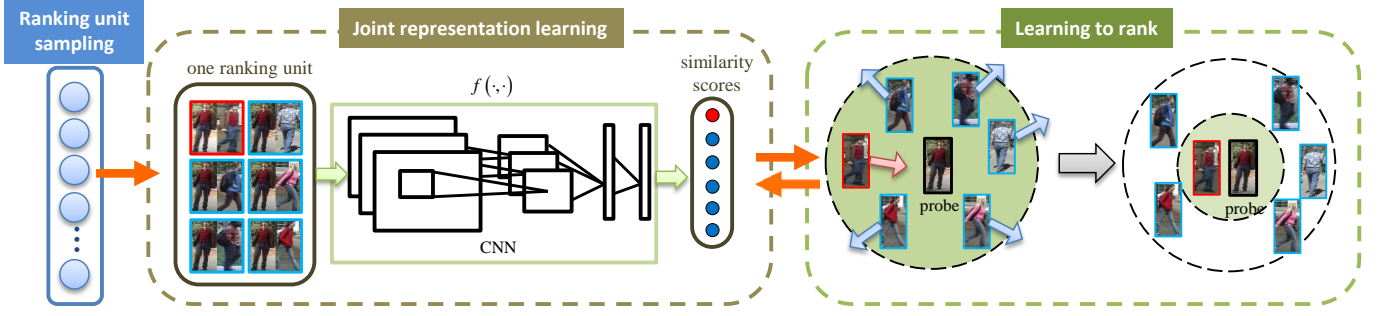 Ranking unit
sampling
Joint representation learning
one ranking unit
f (·,·)
CNN
similarity
scores
Learning to rank
probe
probe